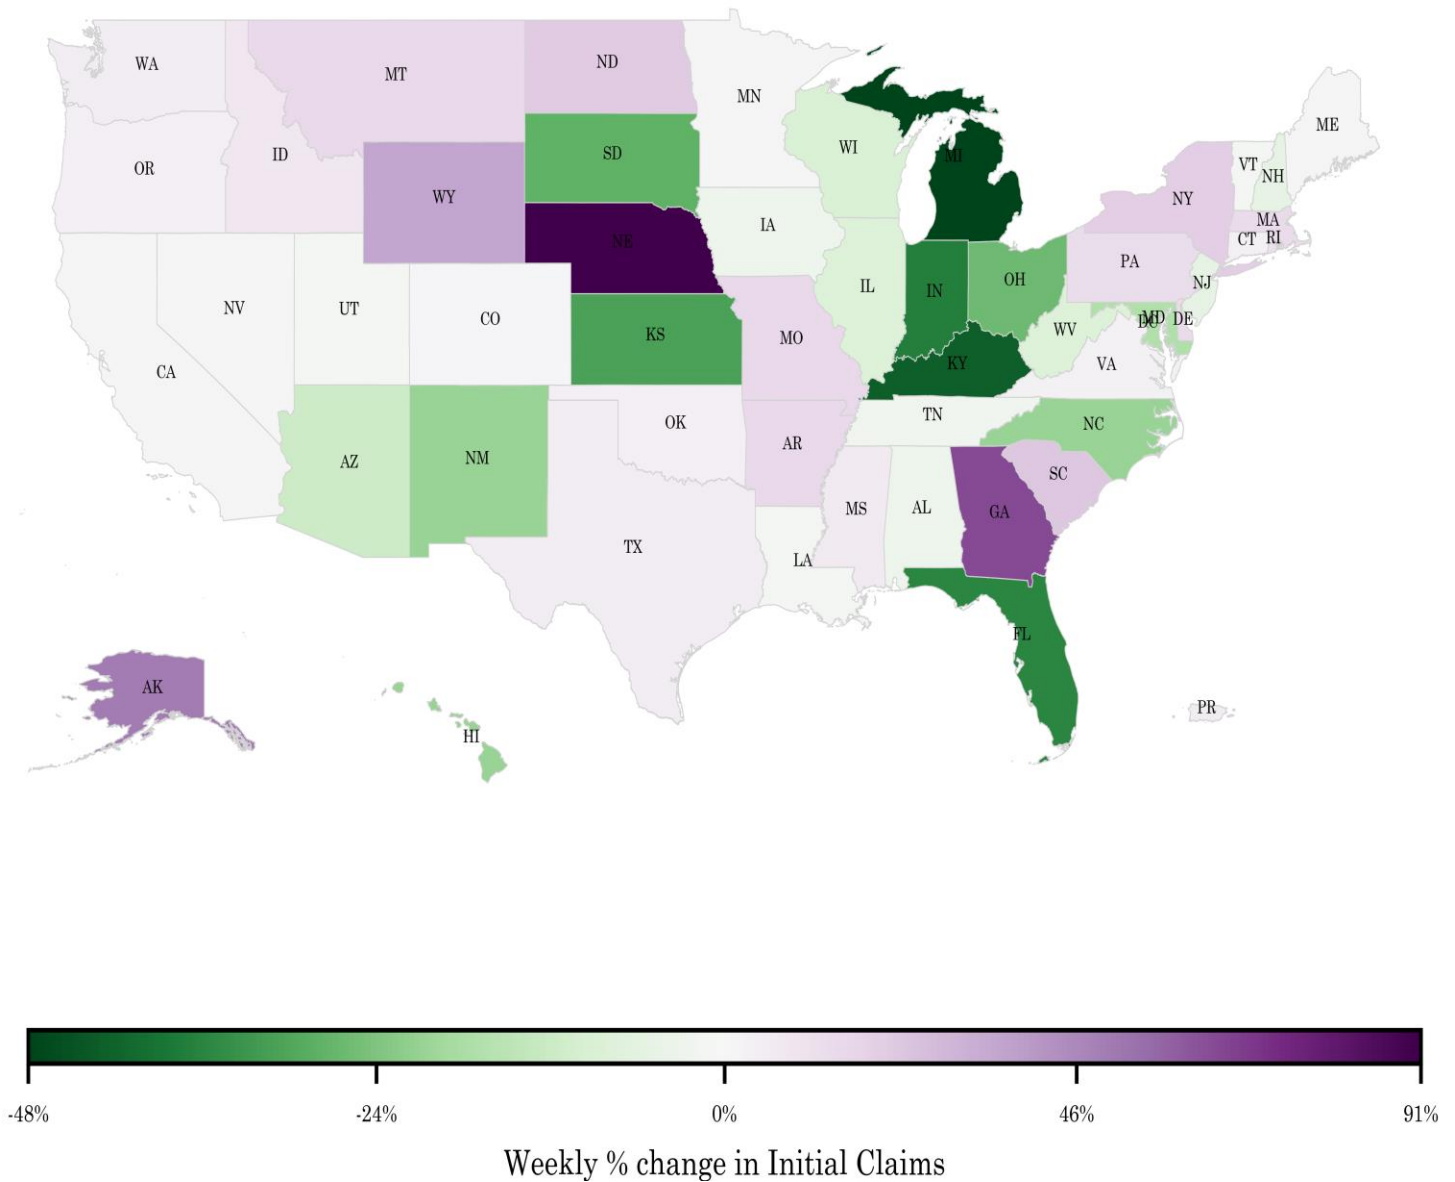 WA
MT
ND
MN
ME
OR
ID
SD
WI
MI
VT
NH
WY
NY
MA
NE
IA
CT
RI
PA
NV
UT
CO
IL
IN
OH
NJ
CA
KS
MO
WV
DC
MD
DE
KY
VA
AZ
NM
OK
AR
TN
NC
SC
TX
MS
AL
GA
LA
FL
AK
HI
PR
-48%
-24%
0%
46%
91%
Weekly % change in Initial Claims